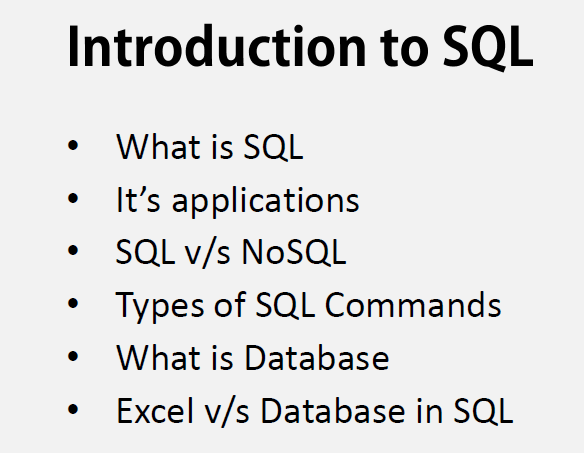 Introduction to SQL
• What is SQL
• It’s applications
• SQL v/s NoSQL
• Types of SQL Commands
• What is Database
• Excel v/s Database in SQL